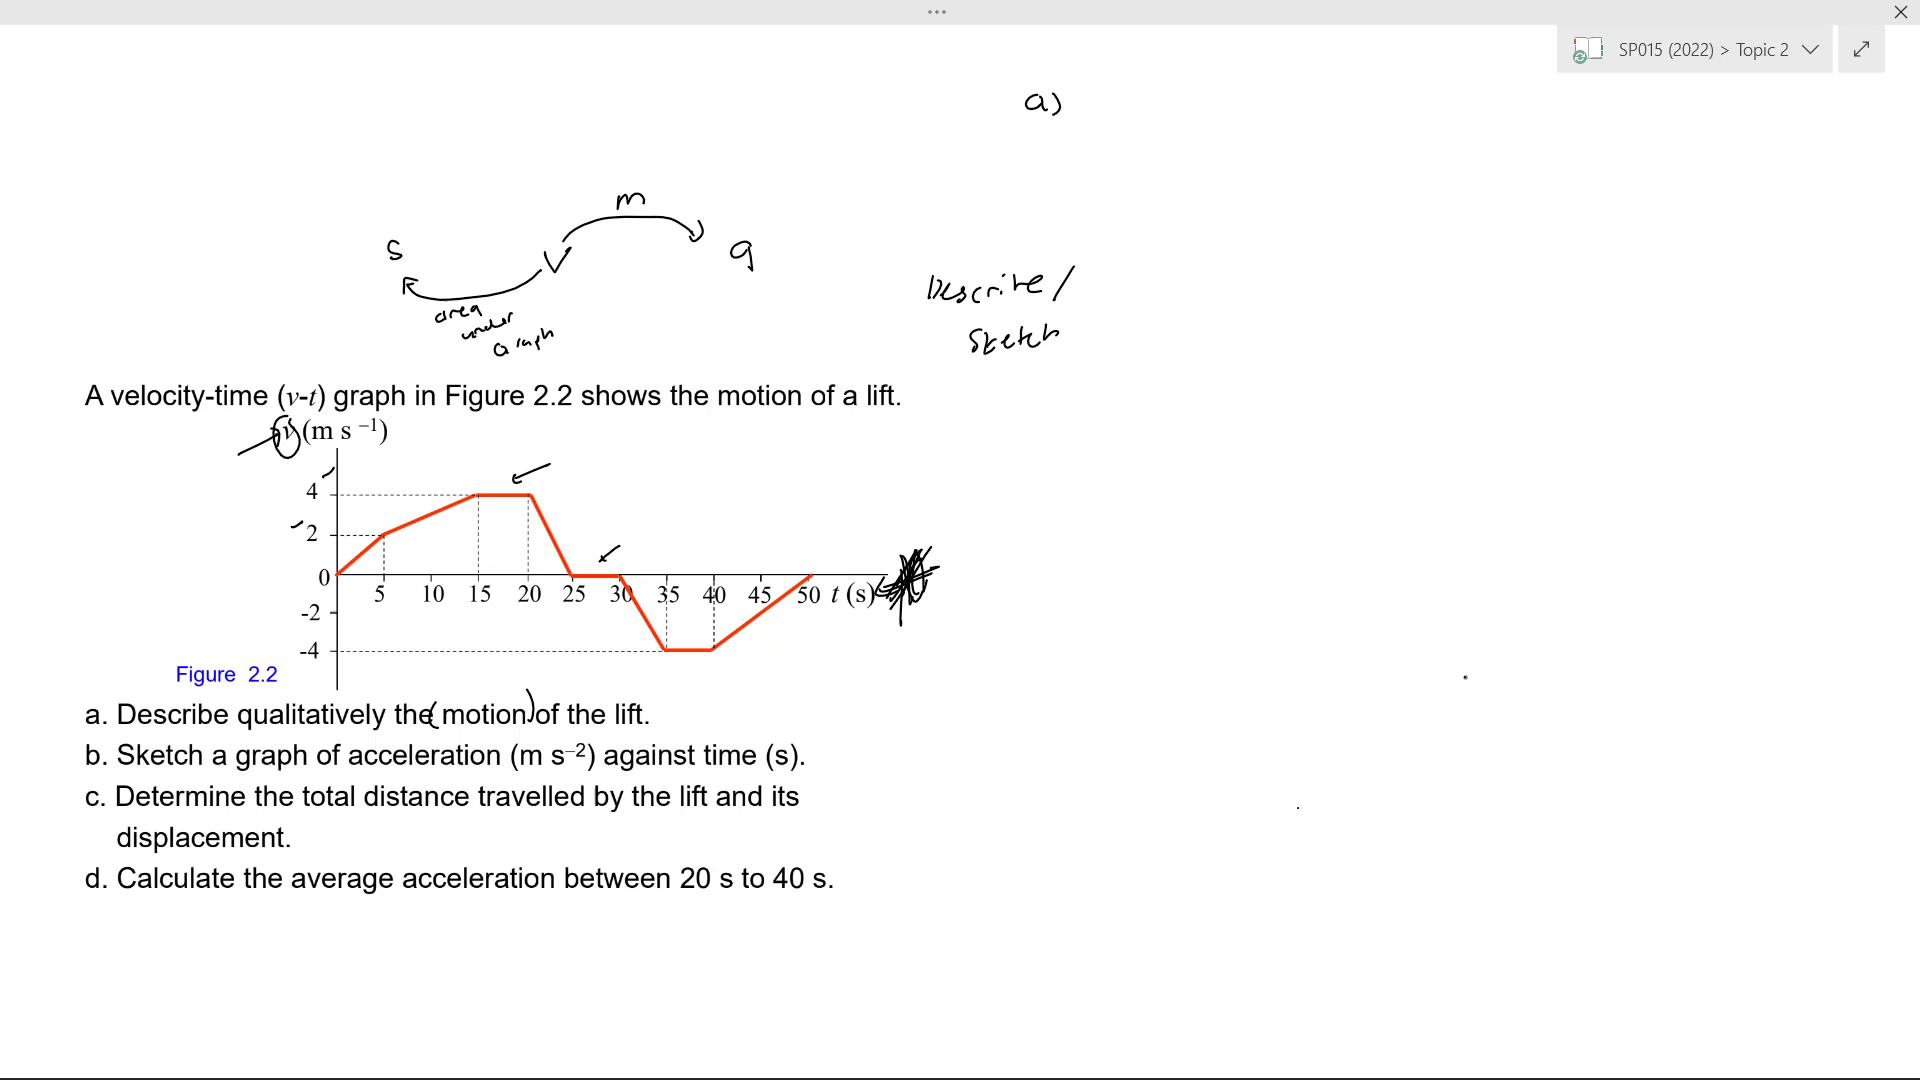 SP015 (2022) > Topic 2
a)
m
s
v
a
area
under
graph
Describe/
Sketch
A velocity-time (v-t) graph in Figure 2.2 shows the motion of a lift.
v (m s⁻¹)
4
2
0
5 10 15 20 25 30 35 40 45 50 t (s)
-2
-4
Figure 2.2
a. Describe qualitatively the (motion) of the lift.
b. Sketch a graph of acceleration (m s⁻²) against time (s).
c. Determine the total distance travelled by the lift and its
displacement.
d. Calculate the average acceleration between 20 s to 40 s.